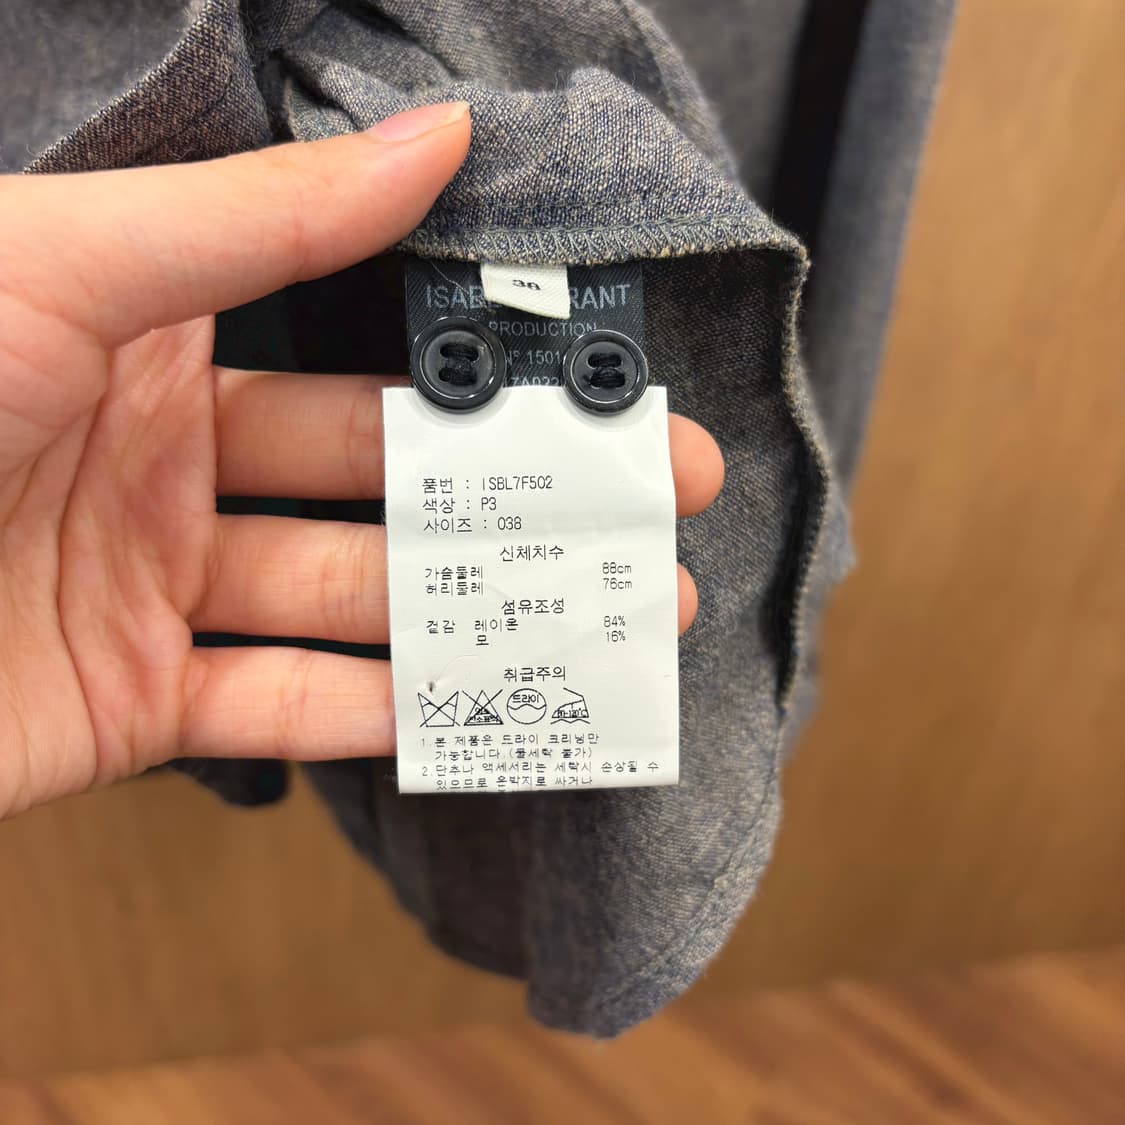 38
ISAB RANT
PRODUCTION
N° 1501
품번 : ISBL7F502
색상 : P3
사이즈 : 038
신체치수
가슴둘레 88cm
허리둘레 76cm
섬유조성
겉감 레이온 84%
모 16%
취급주의
드라이
1.본 제품은 드라이 크리닝만
가능합니다.(물세탁 불가)
2.단추나 액세서리는 세탁시 손상될 수
있으므로 은박지로 싸거나